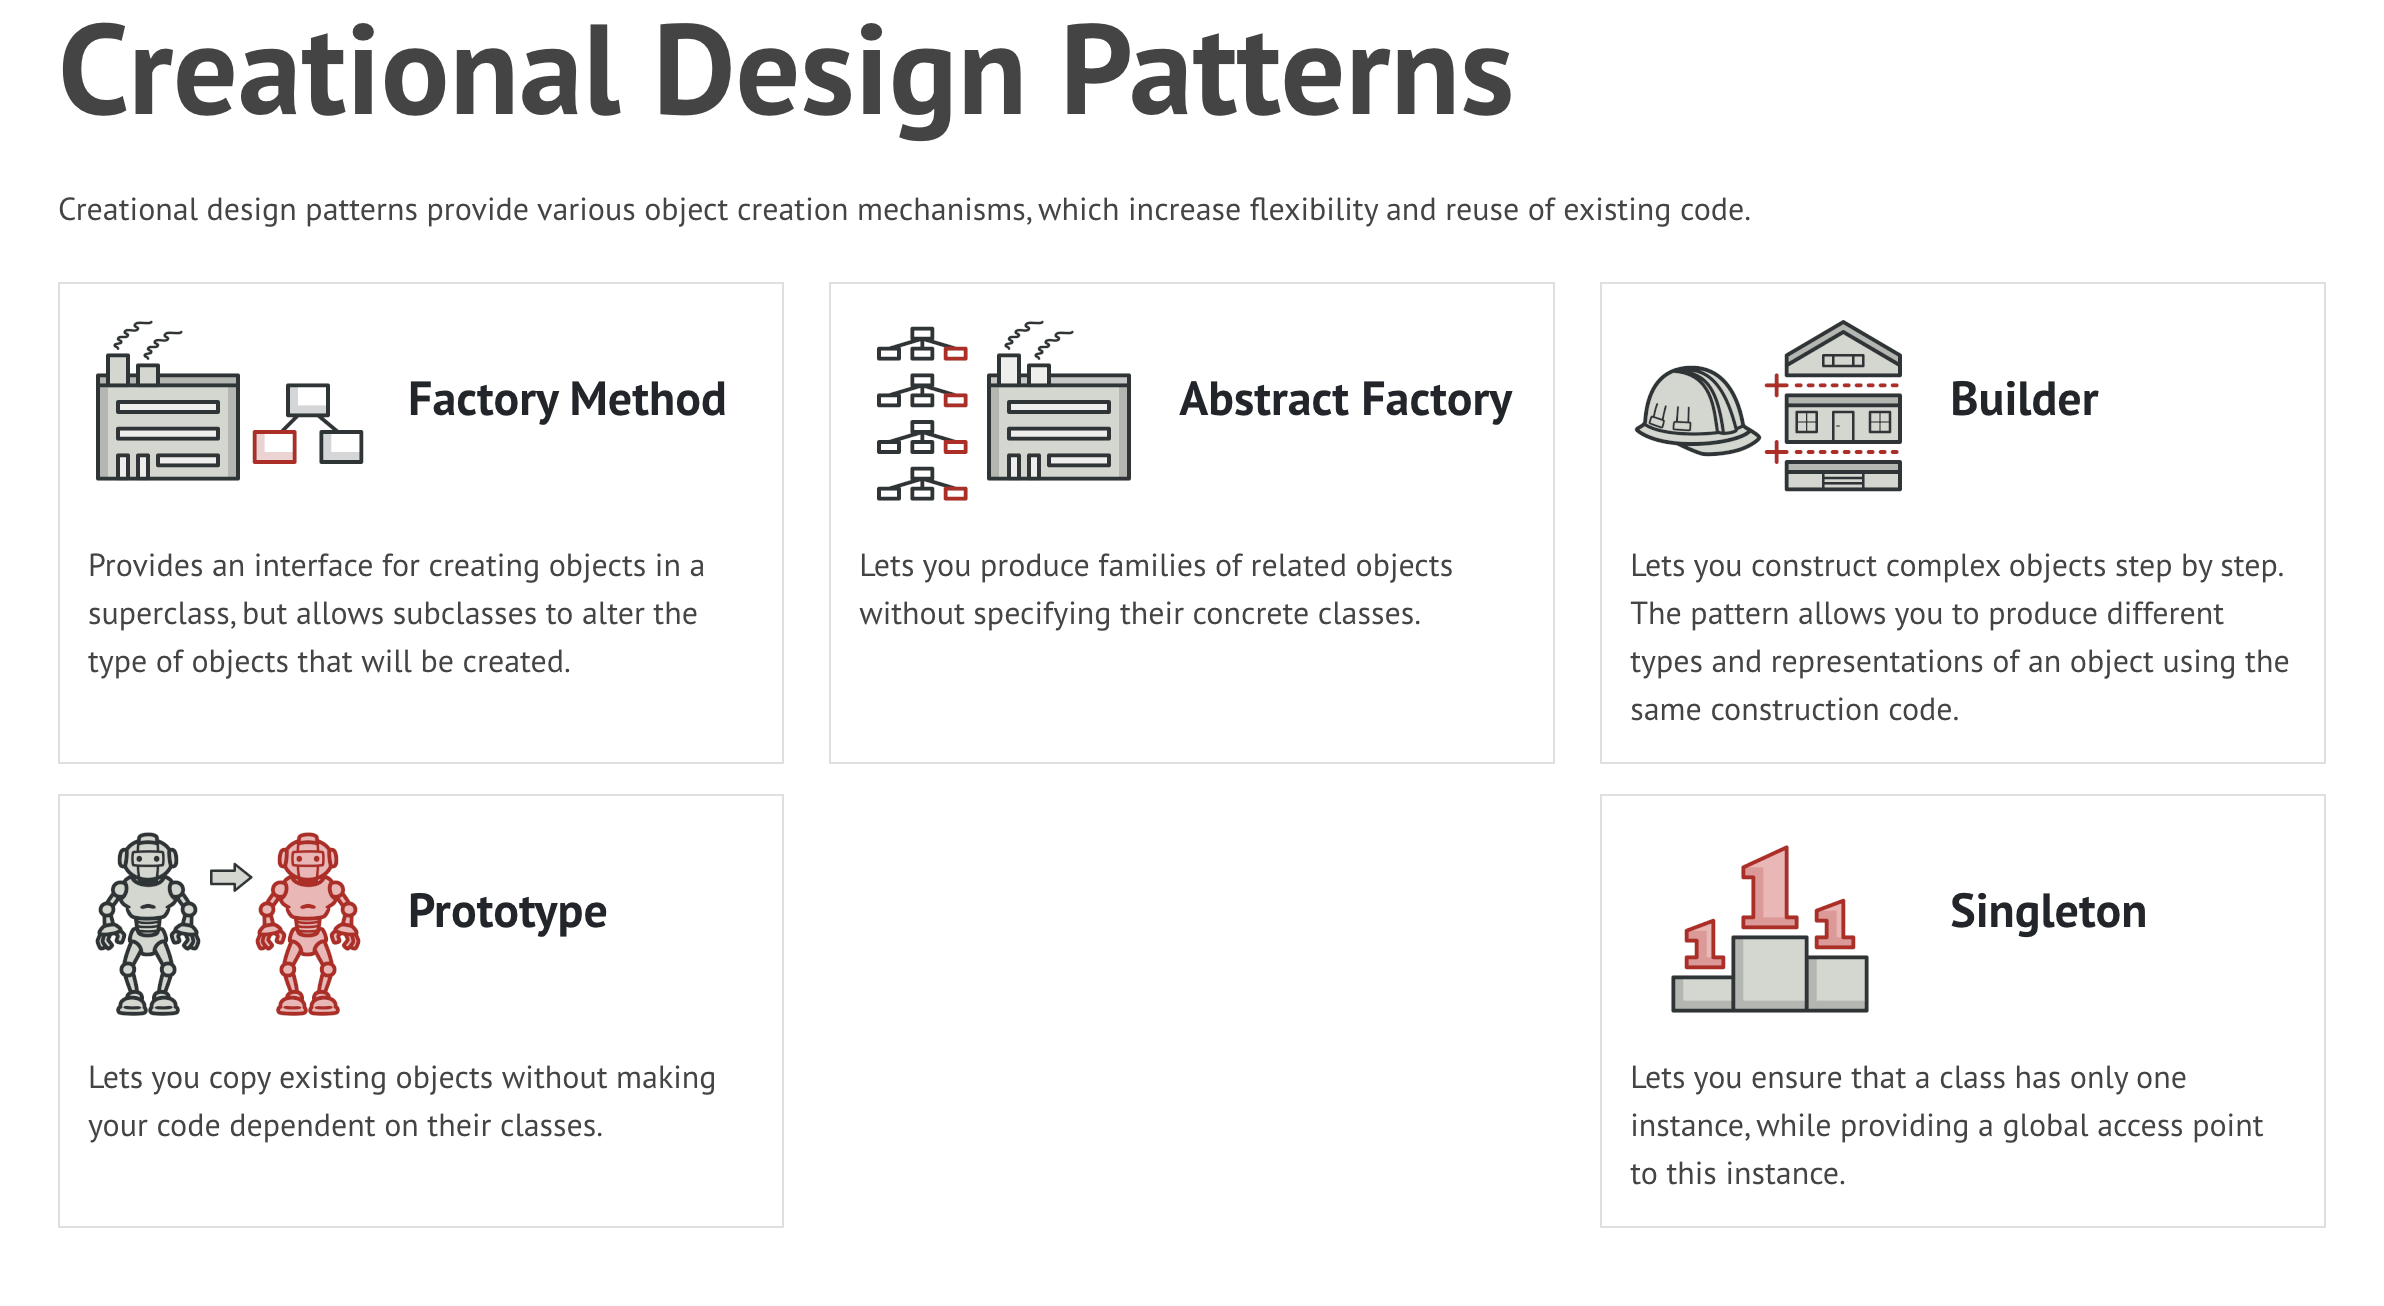 Creational Design Patterns
Creational design patterns provide various object creation mechanisms, which increase flexibility and reuse of existing code.
Factory Method
Provides an interface for creating objects in a
superclass, but allows subclasses to alter the
type of objects that will be created.
Abstract Factory
Lets you produce families of related objects
without specifying their concrete classes.
Builder
Lets you construct complex objects step by step.
The pattern allows you to produce different
types and representations of an object using the
same construction code.
Prototype
Lets you copy existing objects without making
your code dependent on their classes.
1
1
1
Singleton
Lets you ensure that a class has only one
instance, while providing a global access point
to this instance.